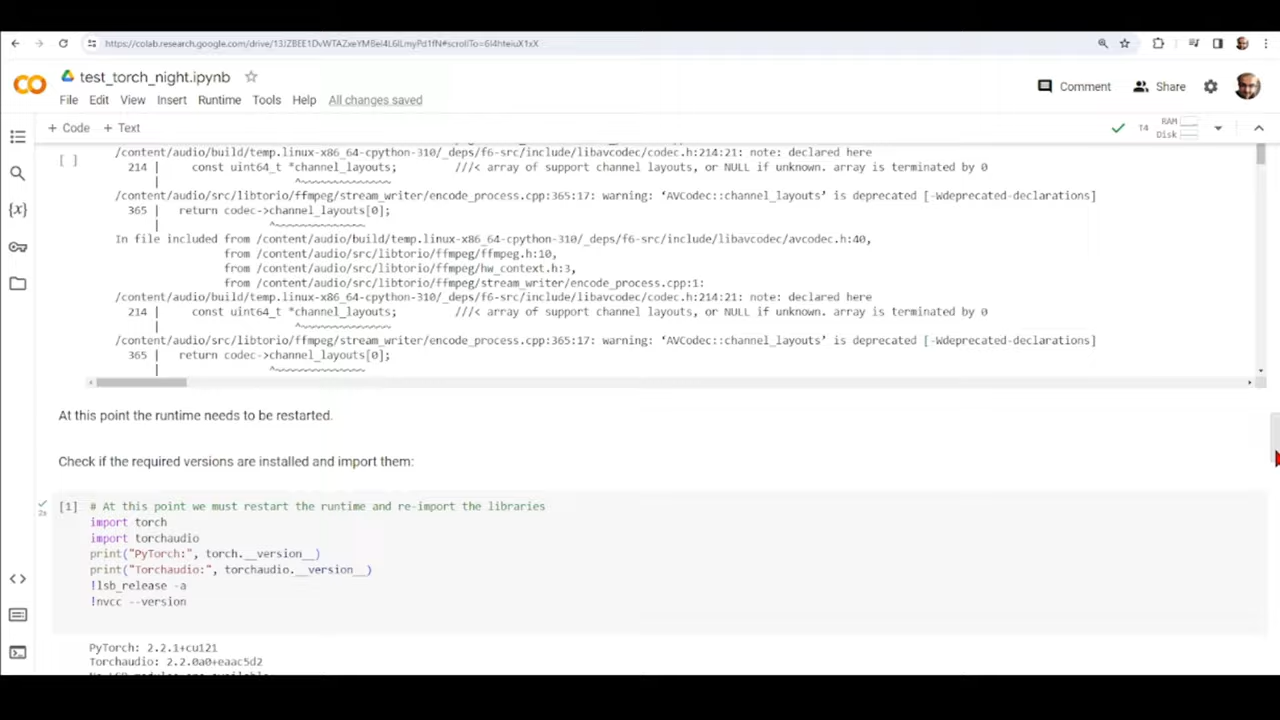 https://colab.research.google.com/drive/13JZBEE1DvWTAZxeYMBel4L6ILmyPd1fN#scrollTo=6I4hteiuX1xX
CO
test_torch_night.ipynb
File Edit View Insert Runtime Tools Help All changes saved
Comment Share
+ Code + Text
T4 RAM Disk
[ ]
/content/audio/build/temp.linux-x86_64-cpython-310/_deps/f6-src/include/libavcodec/codec.h:214:21: note: declared here
214 | const uint64_t *channel_layouts; ///< array of support channel layouts, or NULL if unknown. array is terminated by 0
| ^~~~~~~~~~~~~~~
/content/audio/src/libtorio/ffmpeg/stream_writer/encode_process.cpp:365:17: warning: ‘AVCodec::channel_layouts’ is deprecated [-Wdeprecated-declarations]
365 | return codec->channel_layouts[0];
| ^~~~~~~~~~~~~~~
In file included from /content/audio/build/temp.linux-x86_64-cpython-310/_deps/f6-src/include/libavcodec/avcodec.h:40,
from /content/audio/src/libtorio/ffmpeg/ffmpeg.h:10,
from /content/audio/src/libtorio/ffmpeg/hw_context.h:3,
from /content/audio/src/libtorio/ffmpeg/stream_writer/encode_process.cpp:1:
/content/audio/build/temp.linux-x86_64-cpython-310/_deps/f6-src/include/libavcodec/codec.h:214:21: note: declared here
214 | const uint64_t *channel_layouts; ///< array of support channel layouts, or NULL if unknown. array is terminated by 0
| ^~~~~~~~~~~~~~~
/content/audio/src/libtorio/ffmpeg/stream_writer/encode_process.cpp:365:17: warning: ‘AVCodec::channel_layouts’ is deprecated [-Wdeprecated-declarations]
365 | return codec->channel_layouts[0];
| ^~~~~~~~~~~~~~~
At this point the runtime needs to be restarted.
Check if the required versions are installed and import them:
2s
[1] # At this point we must restart the runtime and re-import the libraries
import torch
import torchaudio
print("PyTorch:", torch.__version__)
print("Torchaudio:", torchaudio.__version__)
!lsb_release -a
!nvcc --version
PyTorch: 2.2.1+cu121
Torchaudio: 2.2.0a0+eaac5d2
No LSB modules are available.